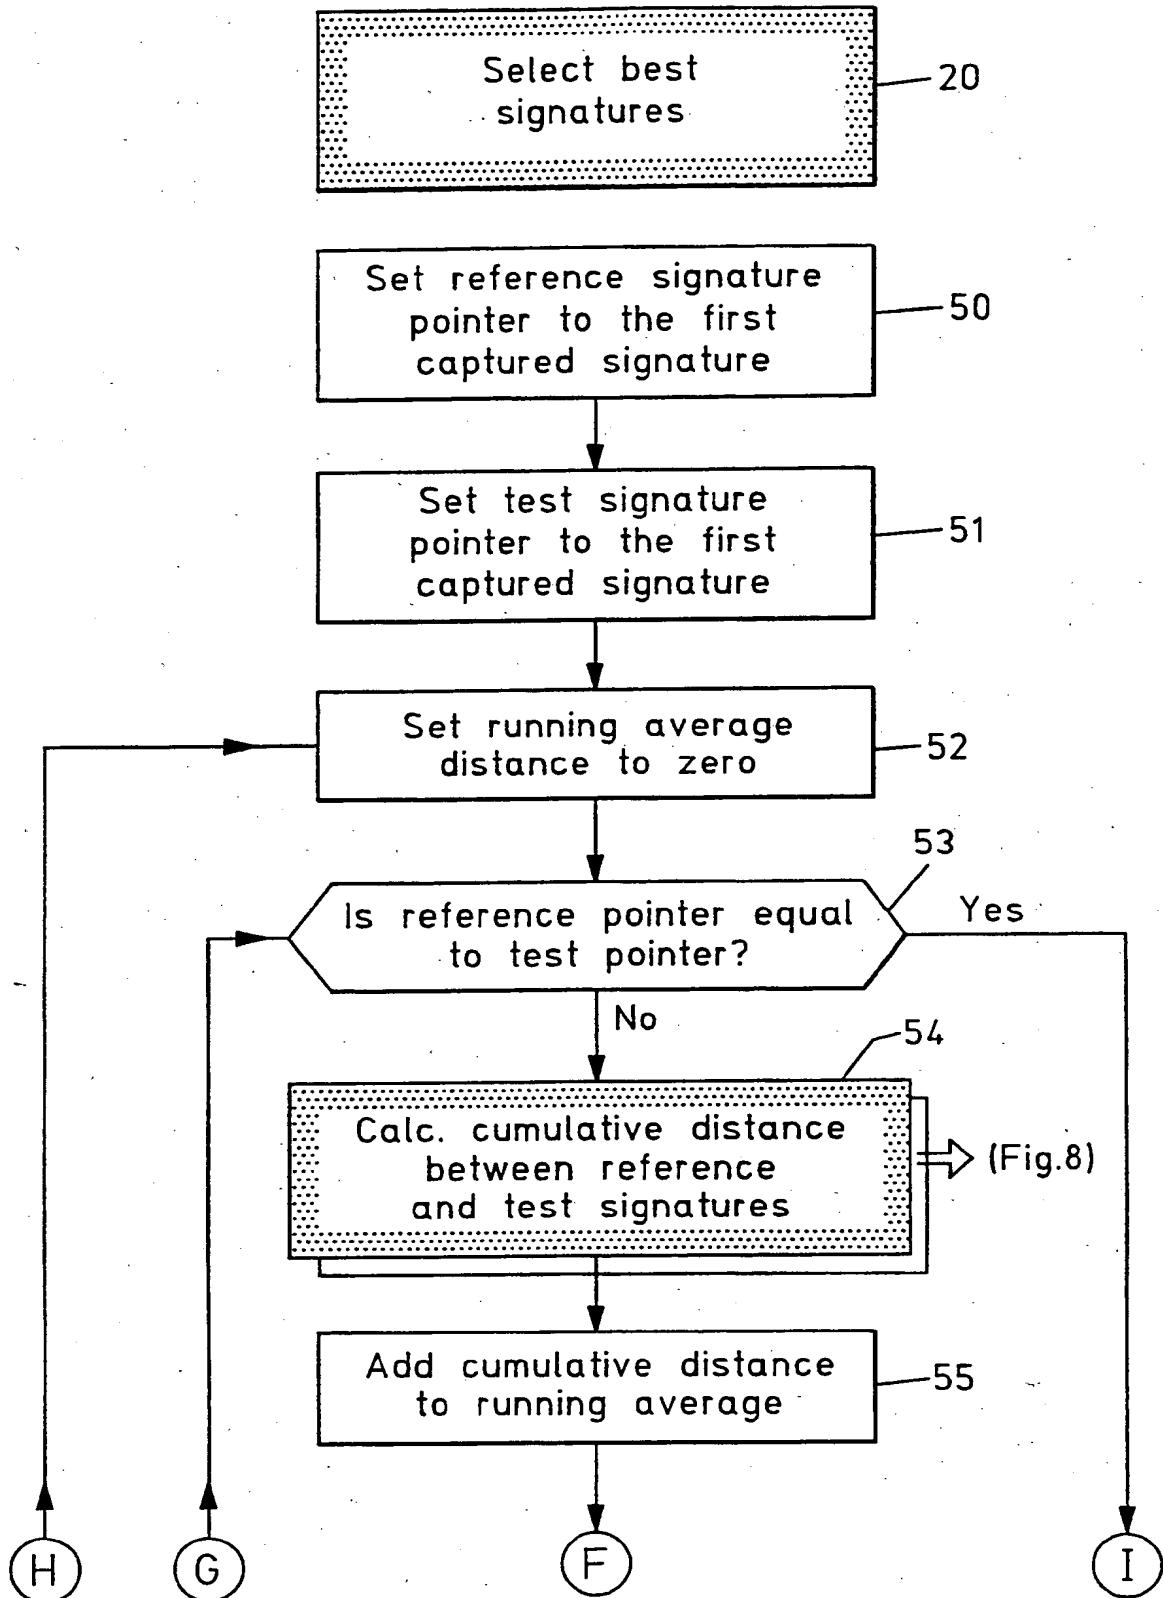 Select best
signatures
20
Set reference signature
pointer to the first
captured signature
50
Set test signature
pointer to the first
captured signature
51
Set running average
distance to zero
52
53
Is reference pointer equal
to test pointer?
Yes
No
54
Calc. cumulative distance
between reference
and test signatures
(Fig.8)
Add cumulative distance
to running average
55
H
G
F
I